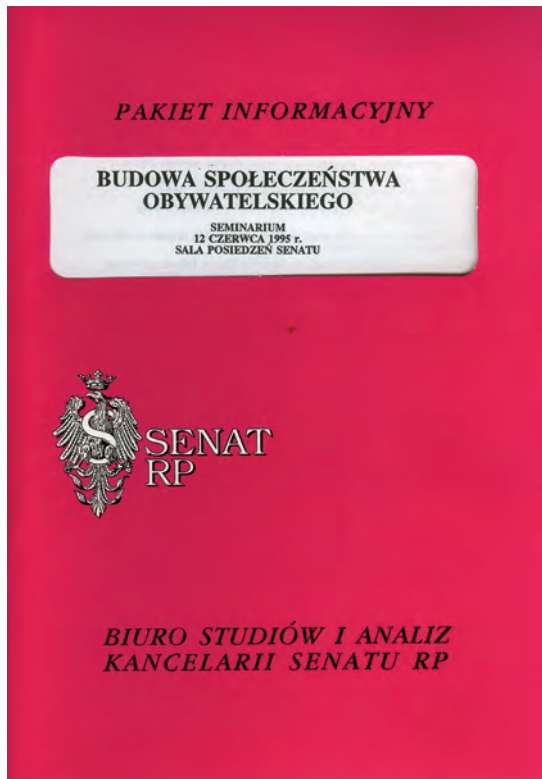 PAKIET INFORMACYJNY
BUDOWA SPOŁECZEŃSTWA
OBYWATELSKIEGO
SEMINARIUM
12 CZERWCA 1995 r.
SALA POSIEDZEŃ SENATU
SENAT
RP
BIURO STUDIÓW I ANALIZ
KANCELARII SENATU RP